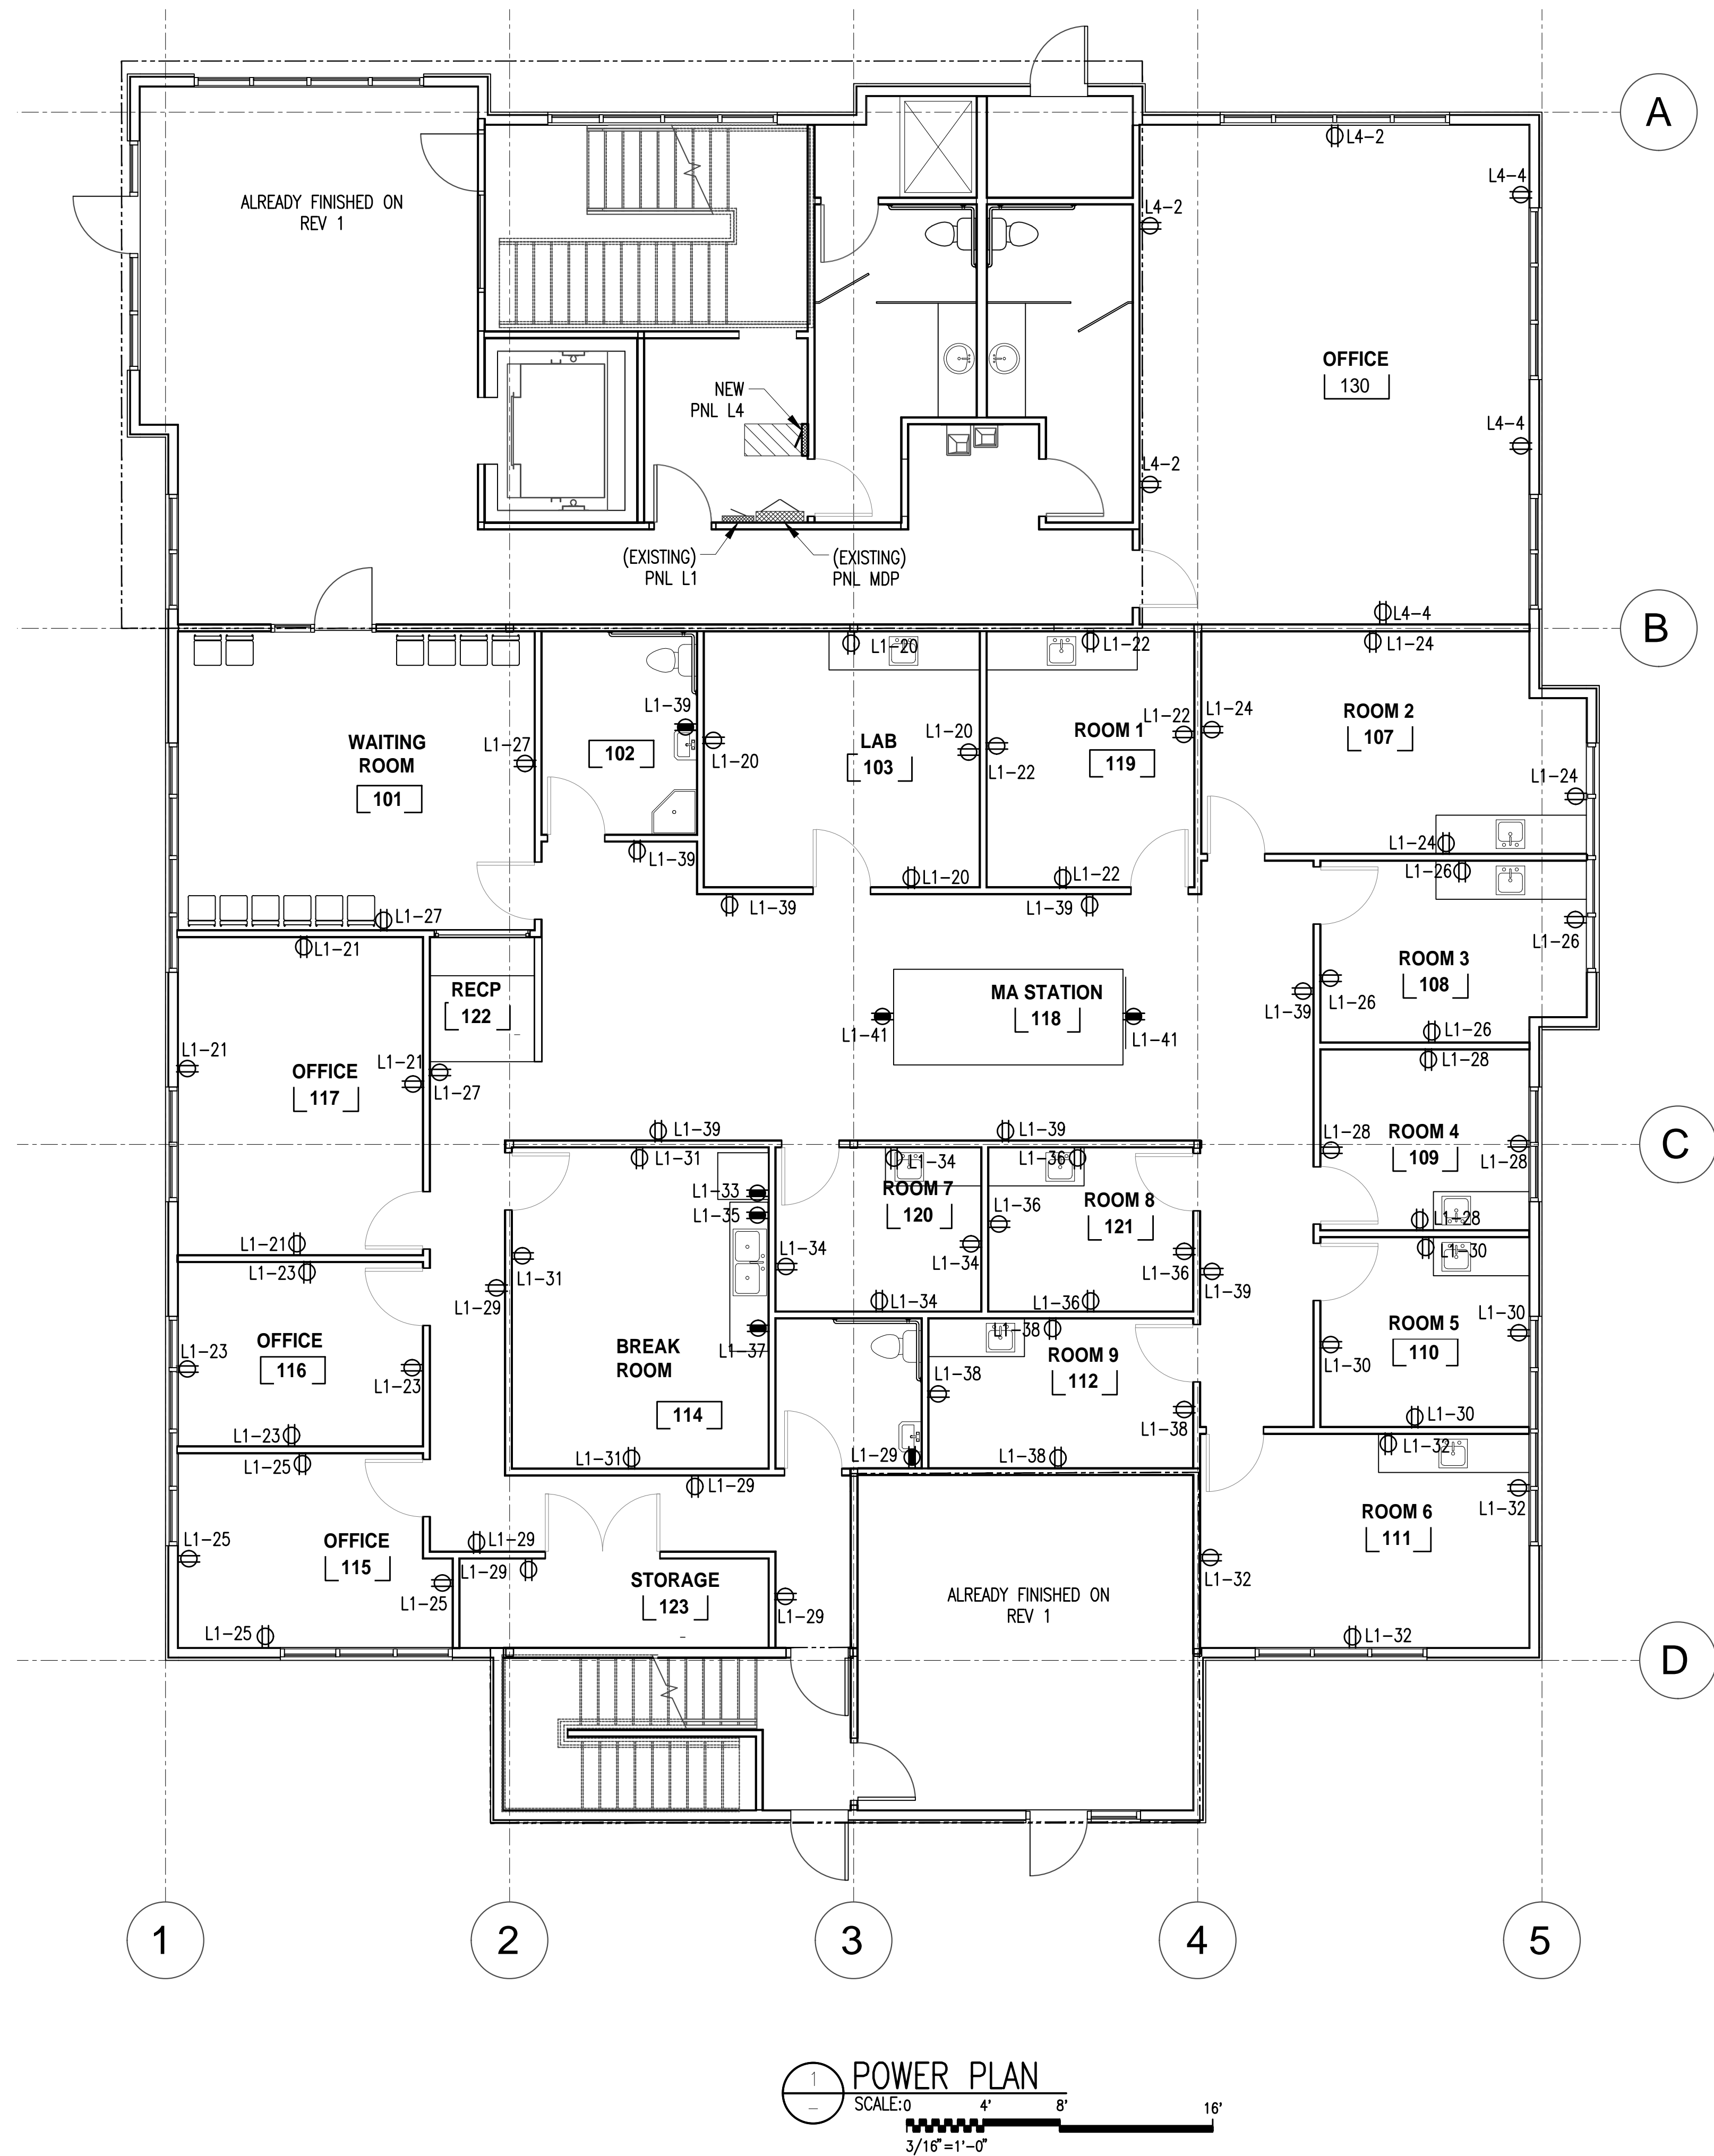 A
L4-2
L4-4
ALREADY FINISHED ON
REV 1
L4-2
OFFICE
130
NEW
PNL L4
L4-4
L4-2
(EXISTING)
PNL L1
(EXISTING)
PNL MDP
L4-4
B
L1-20
L1-22
L1-24
L1-39
L1-22
L1-24
ROOM 2
107
WAITING
ROOM
101
L1-27
102
L1-20
LAB
103
L1-20
ROOM 1
119
L1-22
L1-24
L1-39
L1-24
L1-20
L1-22
L1-26
L1-27
L1-39
L1-39
L1-21
L1-26
ROOM 3
108
RECP
122
MA STATION
118
L1-39
L1-26
L1-41
L1-41
L1-26
L1-21
L1-21
L1-28
OFFICE
117
L1-27
L1-39
L1-39
L1-28
ROOM 4
109
L1-28
C
L1-31
L1-34
L1-36
L1-33
L1-35
ROOM 7
120
ROOM 8
121
L1-36
L1-28
L1-21
L1-34
L1-34
L1-36
L1-30
L1-23
L1-31
L1-29
L1-39
L1-34
L1-36
L1-30
OFFICE
116
L1-23
BREAK
ROOM
114
L1-37
L1-38
ROOM 9
112
ROOM 5
110
L1-30
L1-23
L1-38
L1-38
L1-30
L1-23
L1-25
L1-31
L1-29
L1-38
L1-32
L1-29
L1-32
ROOM 6
111
L1-25
OFFICE
115
L1-29
L1-29
STORAGE
123
L1-25
L1-29
ALREADY FINISHED ON
REV 1
L1-32
L1-25
L1-32
D
1
2
3
4
5
1
POWER PLAN
SCALE:0 4' 8' 16'
3/16"=1'-0"